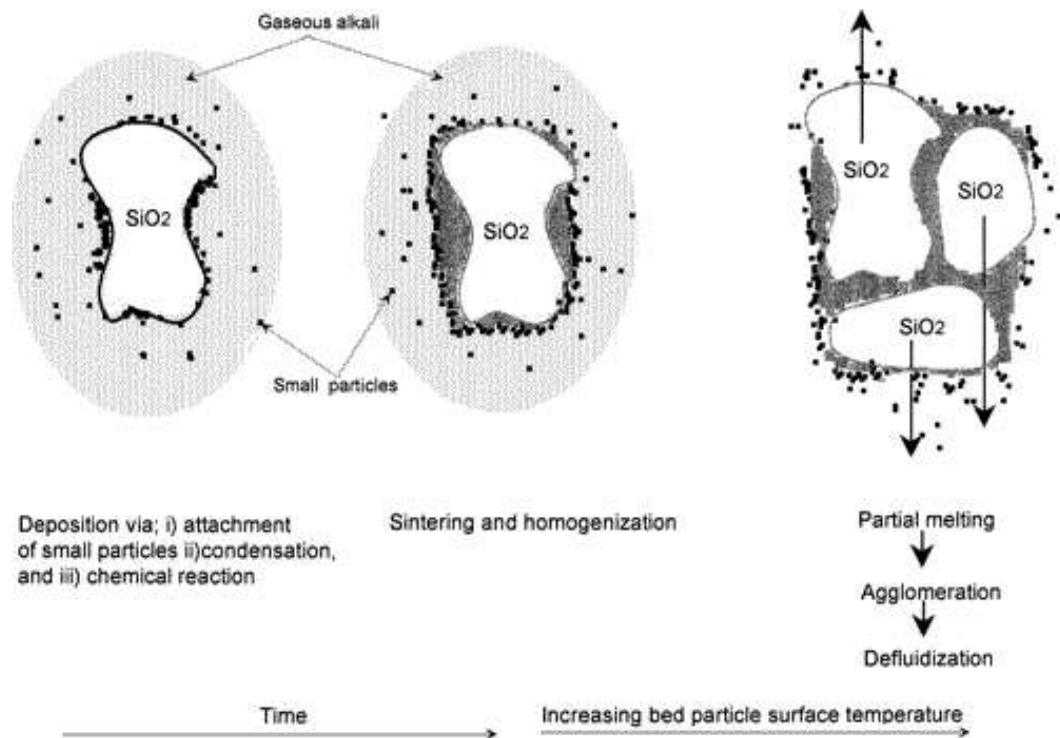 Gaseous alkali
SiO2
SiO2
SiO2
SiO2
SiO2
Small particles
Deposition via; i) attachment
of small particles ii)condensation,
and iii) chemical reaction
Sintering and homogenization
Partial melting
Agglomeration
Defluidization
Time
Increasing bed particle surface temperature